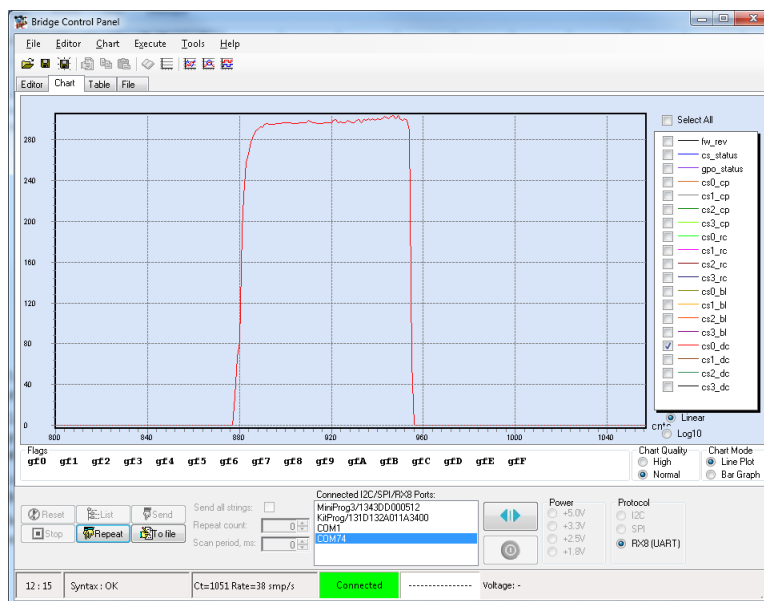 Bridge Control Panel
File Editor Chart Execute Tools Help
Editor Chart Table File
Select All
280
240
200
160
120
80
40
0
800 840 880 920 960 1000 1040 cnts
fw_rev
cs_status
gpo_status
cs0_cp
cs1_cp
cs2_cp
cs3_cp
cs0_rc
cs1_rc
cs2_rc
cs3_rc
cs0_bl
cs1_bl
cs2_bl
cs3_bl
cs0_dc
cs1_dc
cs2_dc
cs3_dc
Linear
Log10
Flags
gf0 gf1 gf2 gf3 gf4 gf5 gf6 gf7 gf8 gf9 gfA gfB gfC gfD gfE gfF
Chart Quality
High
Normal
Chart Mode
Line Plot
Bar Graph
Reset List Send
Stop Repeat To file
Send all strings:
Repeat count: 0
Scan period, ms: 0
Connected I2C/SPI/RX8 Ports:
MiniProg3/1343DD000512
KitProg/131D132A011A3400
COM1
COM74
Power
+5.0V
+3.3V
+2.5V
+1.8V
Protocol
I2C
SPI
RX8 (UART)
12 : 15 Syntax : OK Ct=1051 Rate=38 smp/s Connected ---------------- Voltage: -